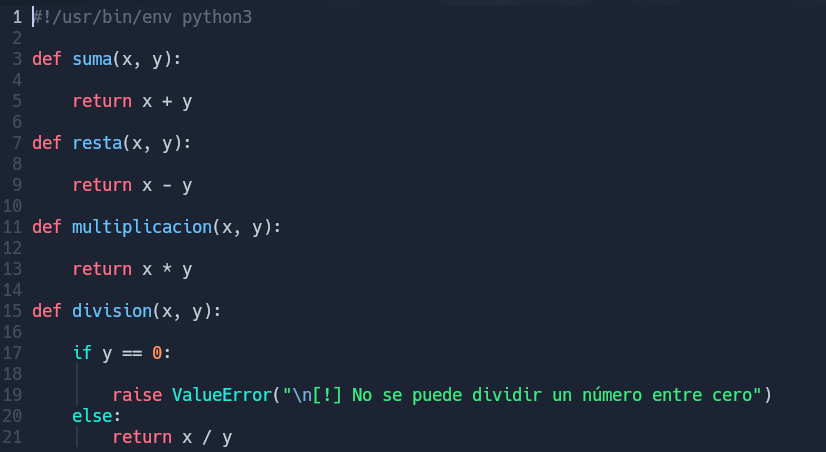 1 #!/usr/bin/env python3
2
3 def suma(x, y):
4
5     return x + y
6
7 def resta(x, y):
8
9     return x - y
10
11 def multiplicacion(x, y):
12
13     return x * y
14
15 def division(x, y):
16
17     if y == 0:
18
19         raise ValueError("\n[!] No se puede dividir un número entre cero")
20     else:
21         return x / y